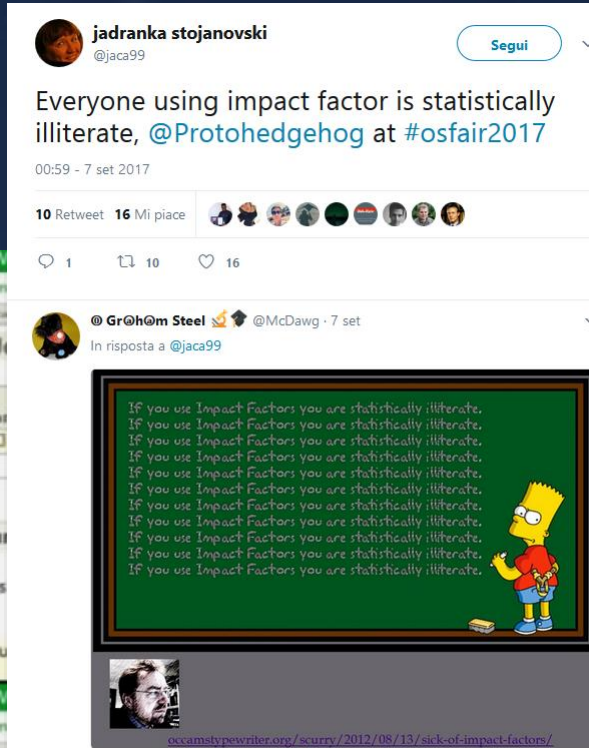 jadranka stojanovski
@jaca99
Segui
Everyone using impact factor is statistically
illiterate, @Protohedgehog at #osfair2017
00:59 - 7 set 2017
10 Retweet 16 Mi piace
1 10 16
@ Gr@h@m Steel @McDawg · 7 set
In risposta a @jaca99
If you use Impact Factors you are statistically illiterate.
If you use Impact Factors you are statistically illiterate.
If you use Impact Factors you are statistically illiterate.
If you use Impact Factors you are statistically illiterate.
If you use Impact Factors you are statistically illiterate.
If you use Impact Factors you are statistically illiterate.
If you use Impact Factors you are statistically illiterate.
If you use Impact Factors you are statistically illiterate.
If you use Impact Factors you are statistically illiterate.
If you use Impact Factors you are statistically illiterate.
If you use Impact Factors you are statistically illiterate.
occamstypewriter.org/scurry/2012/08/13/sick-of-impact-factors/